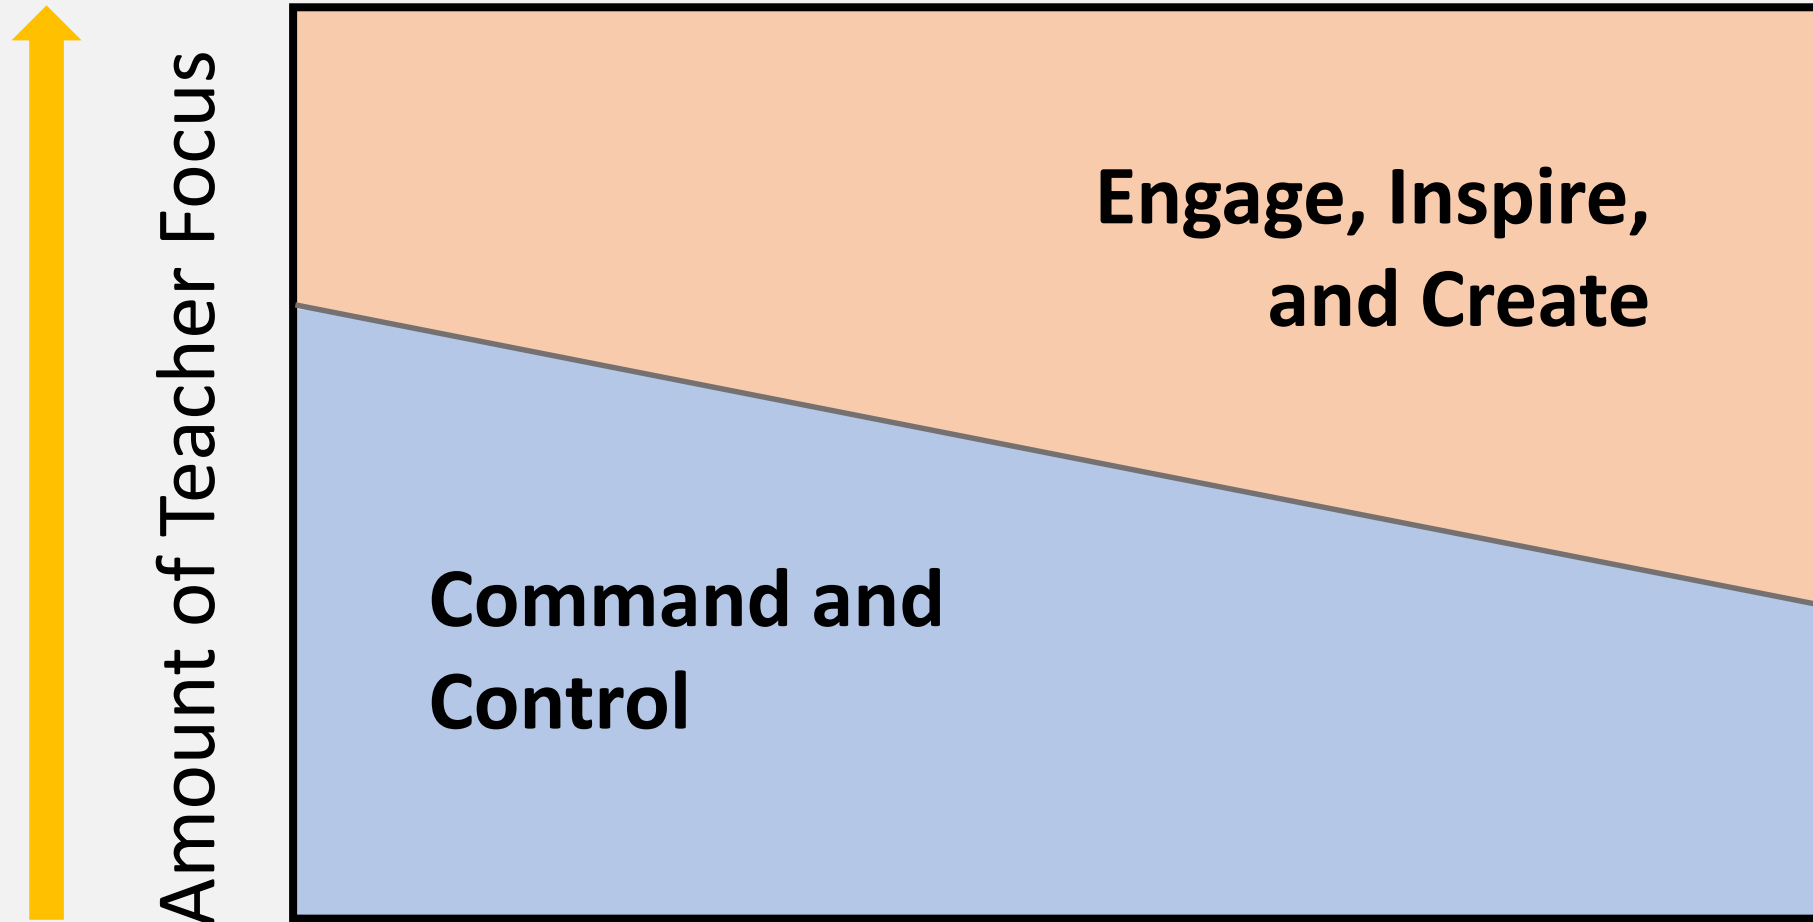 Amount of Teacher Focus
Engage, Inspire,
and Create
Command and
Control